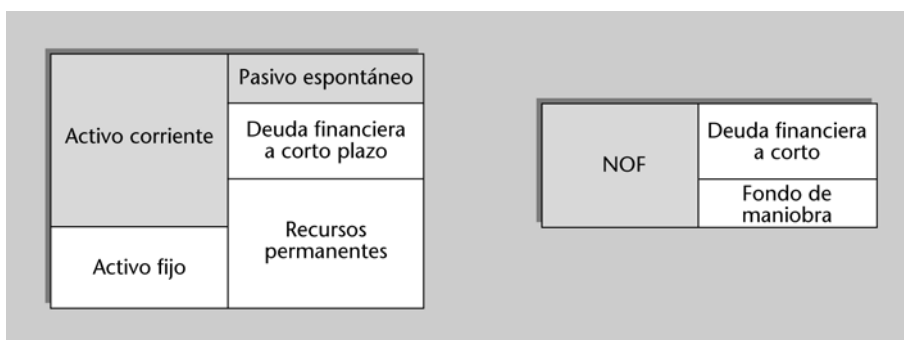 Pasivo espontáneo
Activo corriente
Deuda financiera
a corto plazo
Recursos
permanentes
Activo fijo
NOF
Deuda financiera
a corto
Fondo de
maniobra